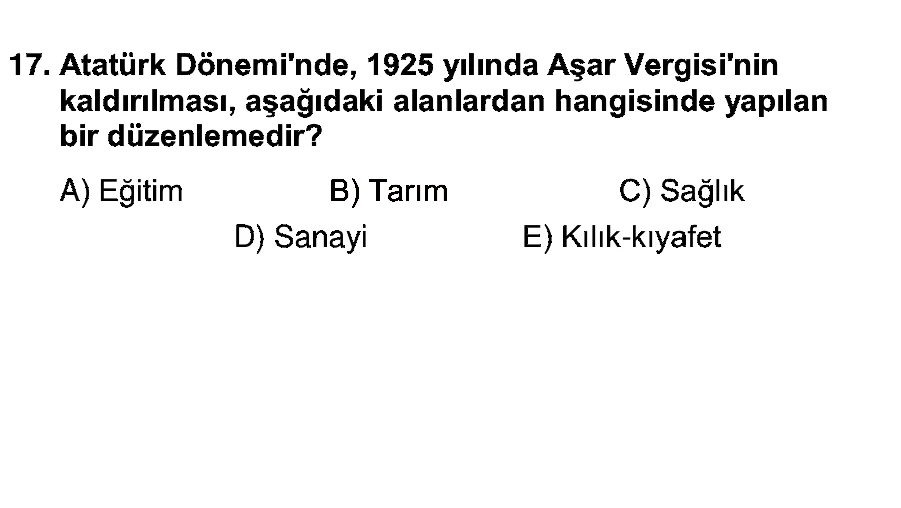 17. Atatürk Dönemi'nde, 1925 yılında Aşar Vergisi'nin
kaldırılması, aşağıdaki alanlardan hangisinde yapılan
bir düzenlemedir?
A) Eğitim B) Tarım C) Sağlık
D) Sanayi E) Kılık-kıyafet